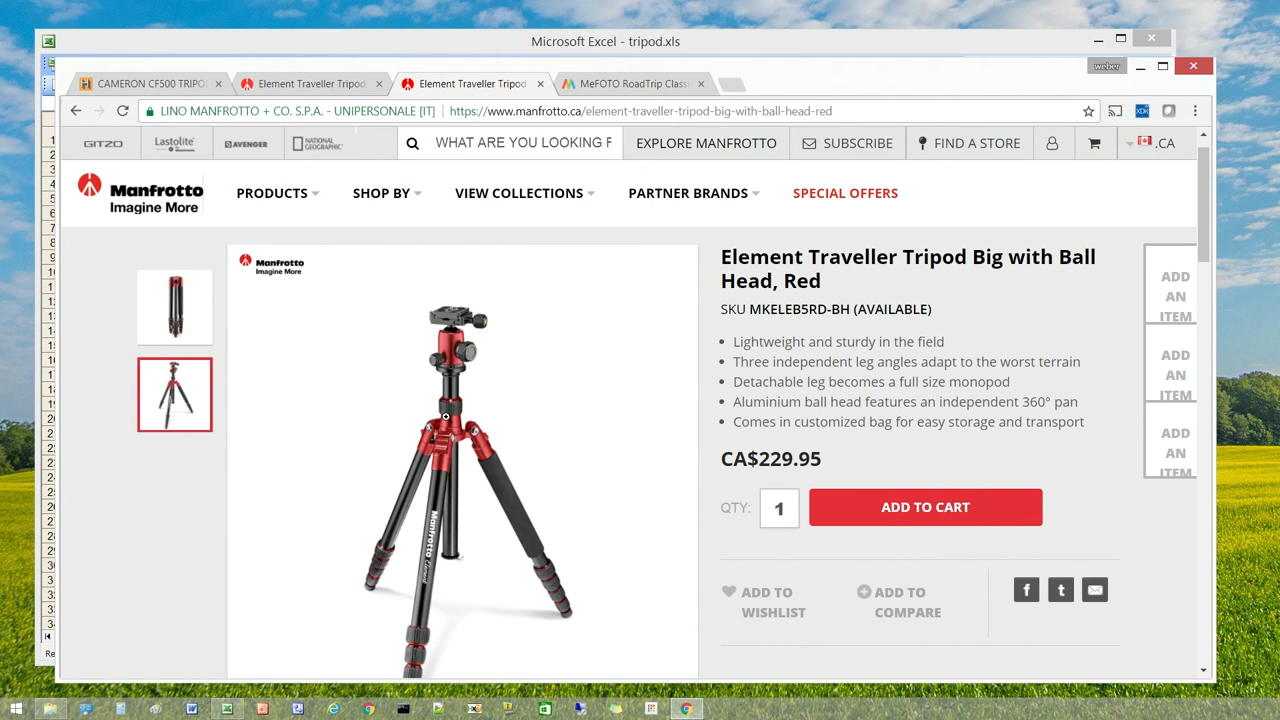 Microsoft Excel - tripod.xls
weber
CAMERON CF500 TRIPO
Element Traveller Tripod
Element Traveller Tripod
MeFOTO RoadTrip Classi
LINO MANFROTTO + CO. S.P.A. - UNIPERSONALE [IT] https://www.manfrotto.ca/element-traveller-tripod-big-with-ball-head-red
GITZO Lastolite AVENGER NATIONAL GEOGRAPHIC WHAT ARE YOU LOOKING F EXPLORE MANFROTTO SUBSCRIBE FIND A STORE .CA
Manfrotto
Imagine More
PRODUCTS SHOP BY VIEW COLLECTIONS PARTNER BRANDS SPECIAL OFFERS
Manfrotto
Imagine More
Manfrotto
Element Traveller Tripod Big with Ball
Head, Red
SKU MKELEB5RD-BH (AVAILABLE)
Lightweight and sturdy in the field
Three independent leg angles adapt to the worst terrain
Detachable leg becomes a full size monopod
Aluminium ball head features an independent 360° pan
Comes in customized bag for easy storage and transport
CA$229.95
QTY: 1 ADD TO CART
ADD TO
WISHLIST
ADD TO
COMPARE
ADD
AN
ITEM
ADD
AN
ITEM
ADD
AN
ITEM